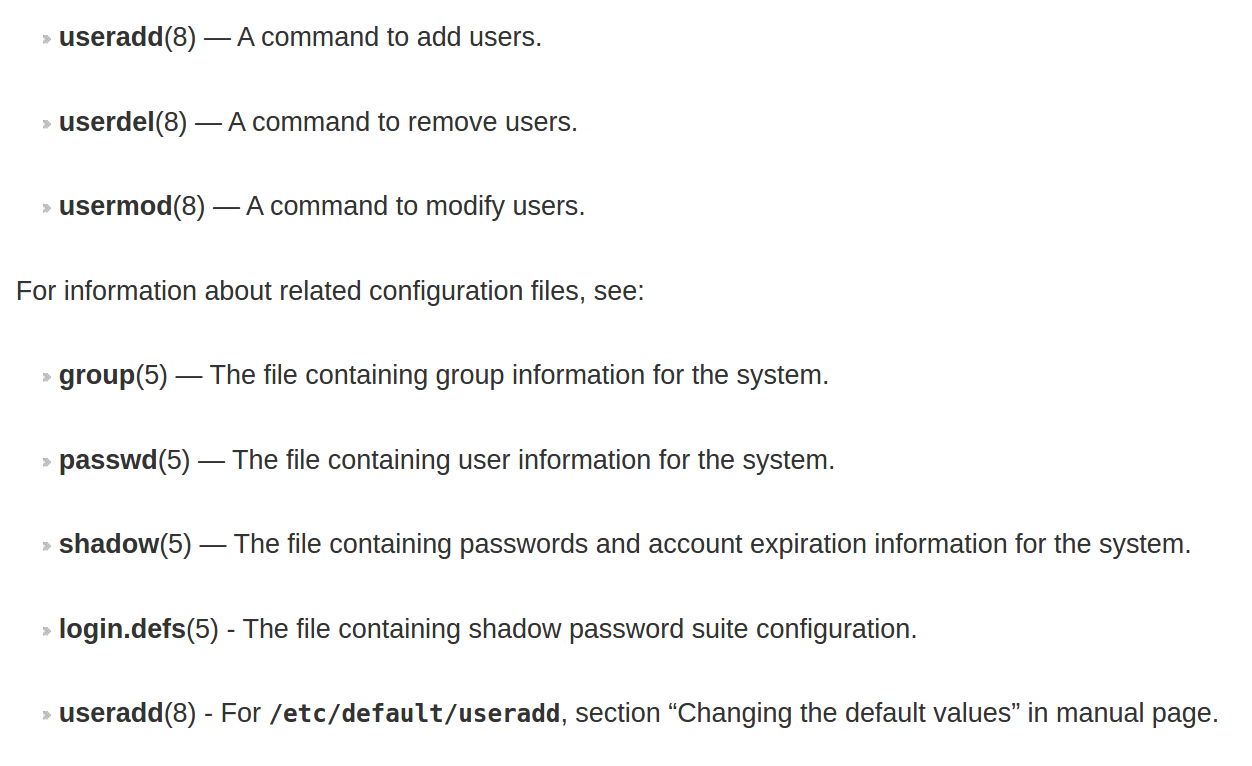 useradd(8) — A command to add users.
userdel(8) — A command to remove users.
usermod(8) — A command to modify users.
For information about related configuration files, see:
group(5) — The file containing group information for the system.
passwd(5) — The file containing user information for the system.
shadow(5) — The file containing passwords and account expiration information for the system.
login.defs(5) - The file containing shadow password suite configuration.
useradd(8) - For /etc/default/useradd, section “Changing the default values” in manual page.